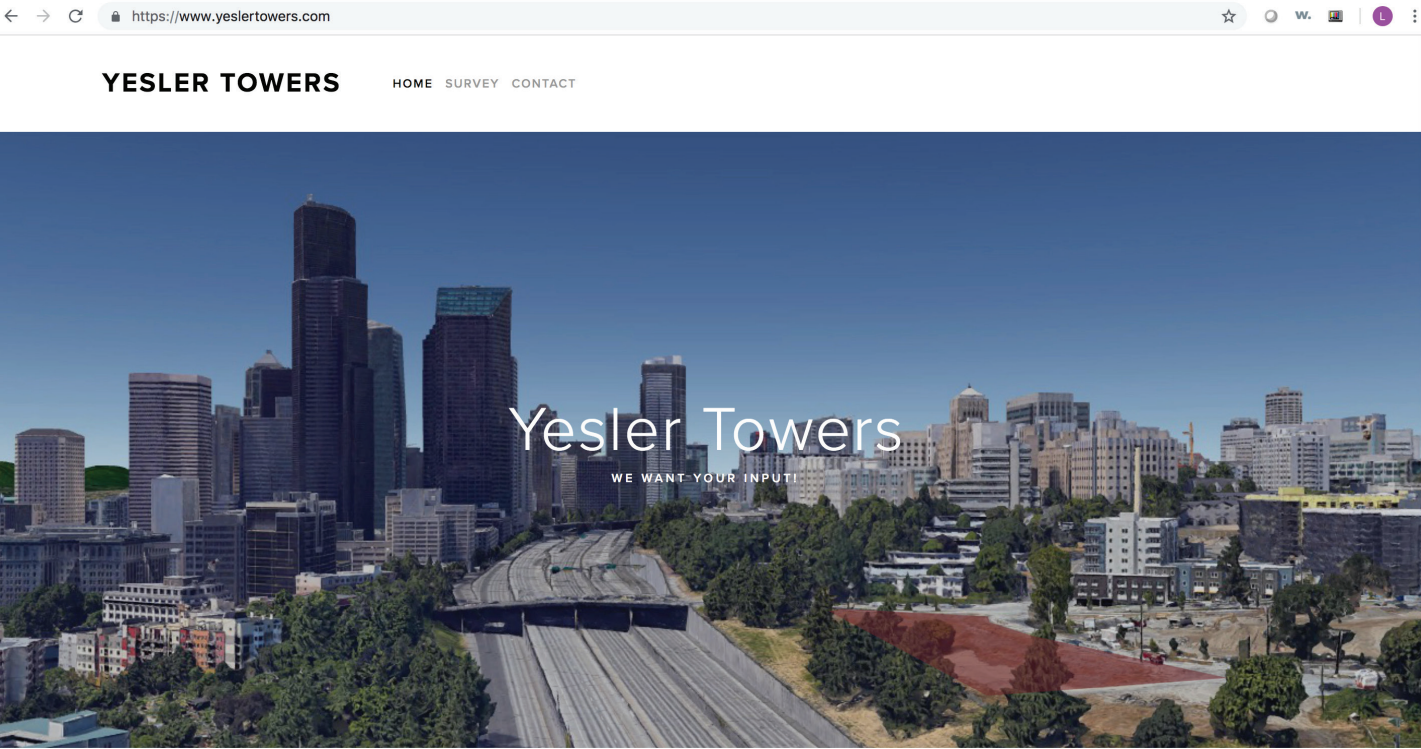 https://www.yeslertowers.com
w.
L
YESLER TOWERS
HOME SURVEY CONTACT
Yesler Towers
WE WANT YOUR INPUT!